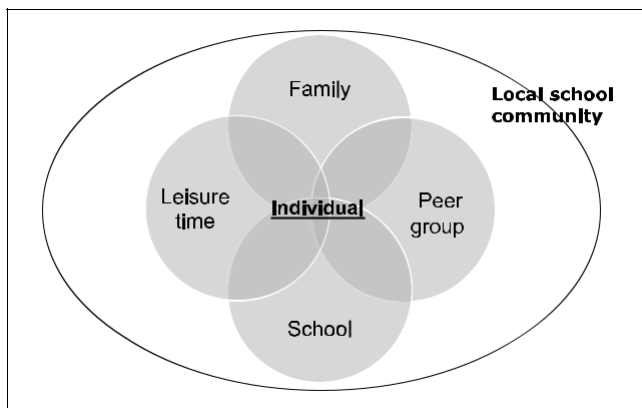 Family
Local school
community
Leisure
time
Individual
Peer
group
School